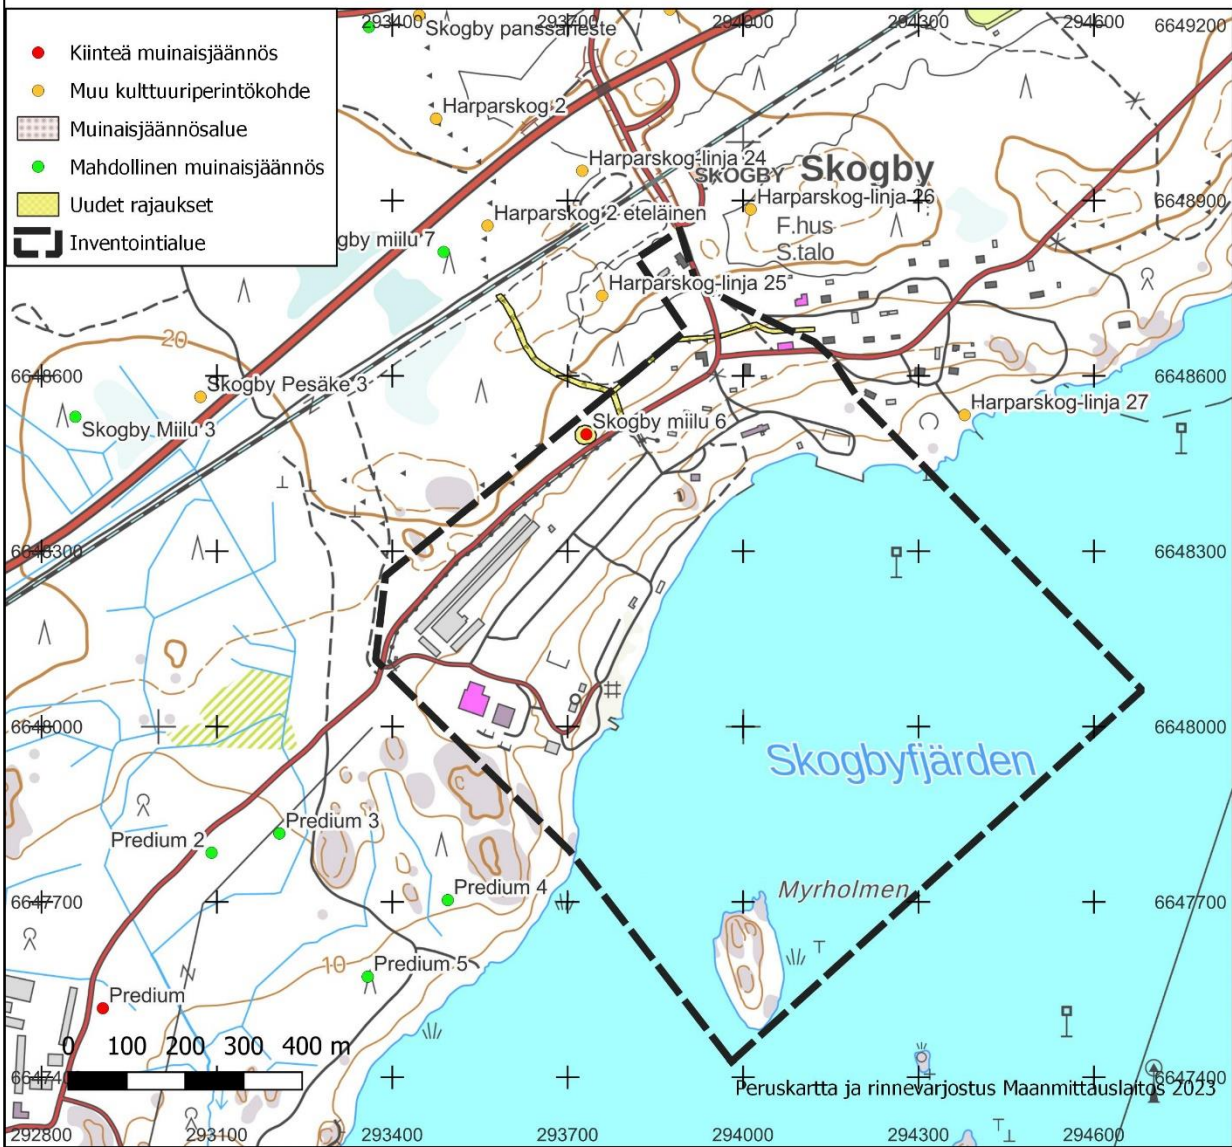 Kiinteä muinaisjäännös
Muu kulttuuriperintökohde
Muinaisjäännösalue
Mahdollinen muinaisjäännös
Uudet rajaukset
Inventointialue
293400
293700
294000
294300
294600
6649200
Skogby panssarieste
Harparskog 2
Harparskog-linja 24
SKOGBY
Skogby
Harparskog-linja 26
6648900
Harparskog 2 eteläinen
F.hus
S.talo
gby miilu 7
Harparskog-linja 25
20
6648600
6648600
Skogby Pesäke 3
Harparskog-linja 27
Skogby Miilu 3
Skogby miilu 6
6648300
6648300
6648000
6648000
Skogbyfjärden
Predium 3
Predium 2
Predium 4
Myrholmen
6647700
10
Predium 5
Predium
0 100 200 300 400 m
6647400
6647400
Peruskartta ja rinnevarjostus Maanmittauslaitos 2023
292800
293100
293400
293700
294000
294300
294600